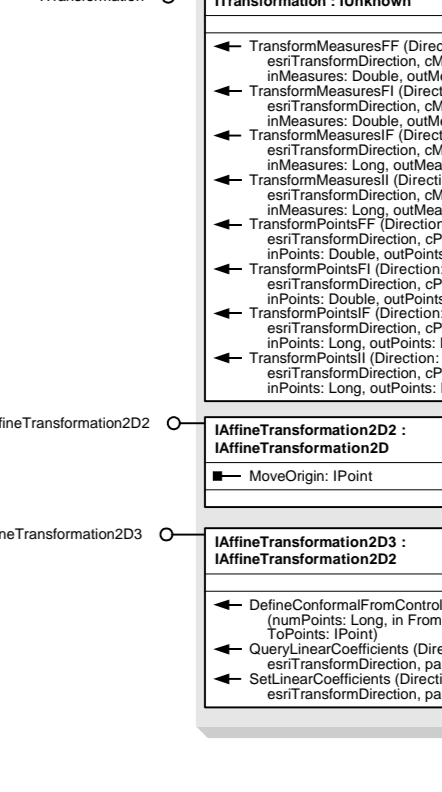 ITransformation : IUnknown
TransformMeasuresFF (Direc
esriTransformDirection, cM
inMeasures: Double, outMe
TransformMeasuresFI (Direct
esriTransformDirection, cM
inMeasures: Double, outMe
TransformMeasuresIF (Direct
esriTransformDirection, cM
inMeasures: Long, outMea
TransformMeasuresII (Directi
esriTransformDirection, cM
inMeasures: Long, outMea
TransformPointsFF (Direction
esriTransformDirection, cP
inPoints: Double, outPoints
TransformPointsFI (Direction:
esriTransformDirection, cP
inPoints: Double, outPoints
TransformPointsIF (Direction:
esriTransformDirection, cP
inPoints: Long, outPoints:
TransformPointsII (Direction:
esriTransformDirection, cP
inPoints: Long, outPoints:
fineTransformation2D2
IAffineTransformation2D2 :
IAffineTransformation2D
MoveOrigin: IPoint
neTransformation2D3
IAffineTransformation2D3 :
IAffineTransformation2D2
DefineConformalFromControl
(numPoints: Long, in From
ToPoints: IPoint)
QueryLinearCoefficients (Dire
esriTransformDirection, pa
SetLinearCoefficients (Directi
esriTransformDirection, pa